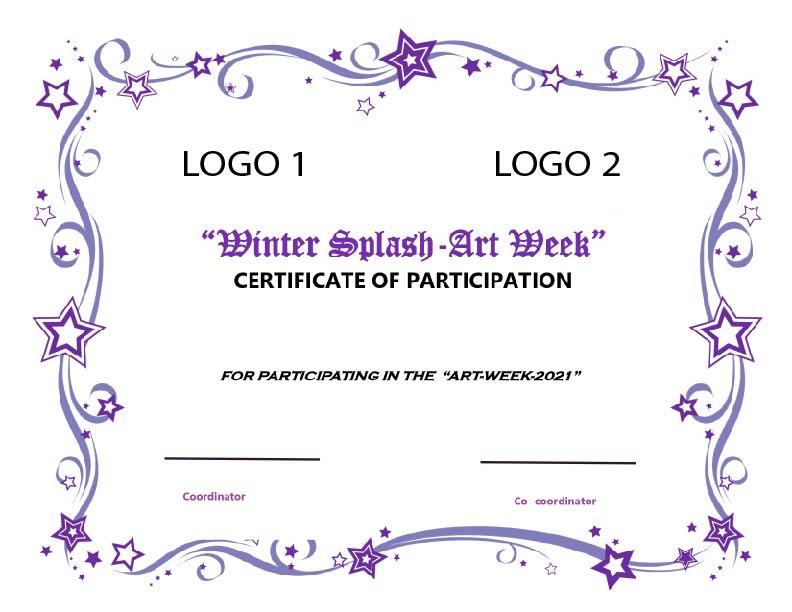 LOGO 1 LOGO 2
“Winter Splash-Art Week”
CERTIFICATE OF PARTICIPATION
FOR PARTICIPATING IN THE “ART-WEEK-2021”
Coordinator Co coordinator